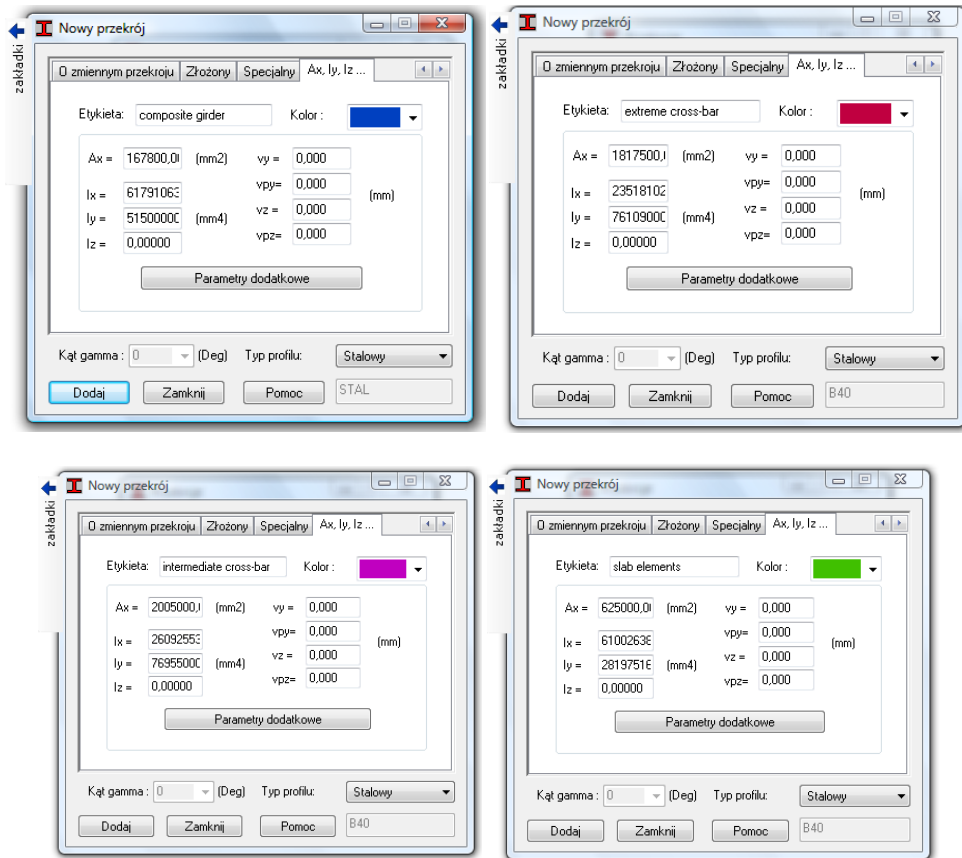 Nowy przekrój
zakładki
O zmiennym przekroju Złożony Specjalny Ax, Iy, Iz ...
Etykieta: composite girder Kolor :
Ax = 167800,0( (mm2) vy = 0,000
vpy= 0,000
Ix = 61791063 (mm)
Iy = 5150000C (mm4) vz = 0,000
Iz = 0,00000 vpz= 0,000
Parametry dodatkowe
Kąt gamma : 0 (Deg) Typ profilu: Stalowy
Dodaj Zamknij Pomoc STAL
Nowy przekrój
zakładki
O zmiennym przekroju Złożony Specjalny Ax, Iy, Iz ...
Etykieta: extreme cross-bar Kolor :
Ax = 1817500,( (mm2) vy = 0,000
vpy= 0,000
Ix = 23518102 (mm)
Iy = 7610900C (mm4) vz = 0,000
Iz = 0,00000 vpz= 0,000
Parametry dodatkowe
Kąt gamma : 0 (Deg) Typ profilu: Stalowy
Dodaj Zamknij Pomoc B40
Nowy przekrój
zakładki
O zmiennym przekroju Złożony Specjalny Ax, Iy, Iz ...
Etykieta: intermediate cross-bar Kolor :
Ax = 2005000,( (mm2) vy = 0,000
vpy= 0,000
Ix = 26092553 (mm)
Iy = 7695500C (mm4) vz = 0,000
Iz = 0,00000 vpz= 0,000
Parametry dodatkowe
Kąt gamma : 0 (Deg) Typ profilu: Stalowy
Dodaj Zamknij Pomoc B40
Nowy przekrój
zakładki
O zmiennym przekroju Złożony Specjalny Ax, Iy, Iz ...
Etykieta: slab elements Kolor :
Ax = 625000,0( (mm2) vy = 0,000
vpy= 0,000
Ix = 61002638 (mm)
Iy = 28197516 (mm4) vz = 0,000
Iz = 0,00000 vpz= 0,000
Parametry dodatkowe
Kąt gamma : 0 (Deg) Typ profilu: Stalowy
Dodaj Zamknij Pomoc B40